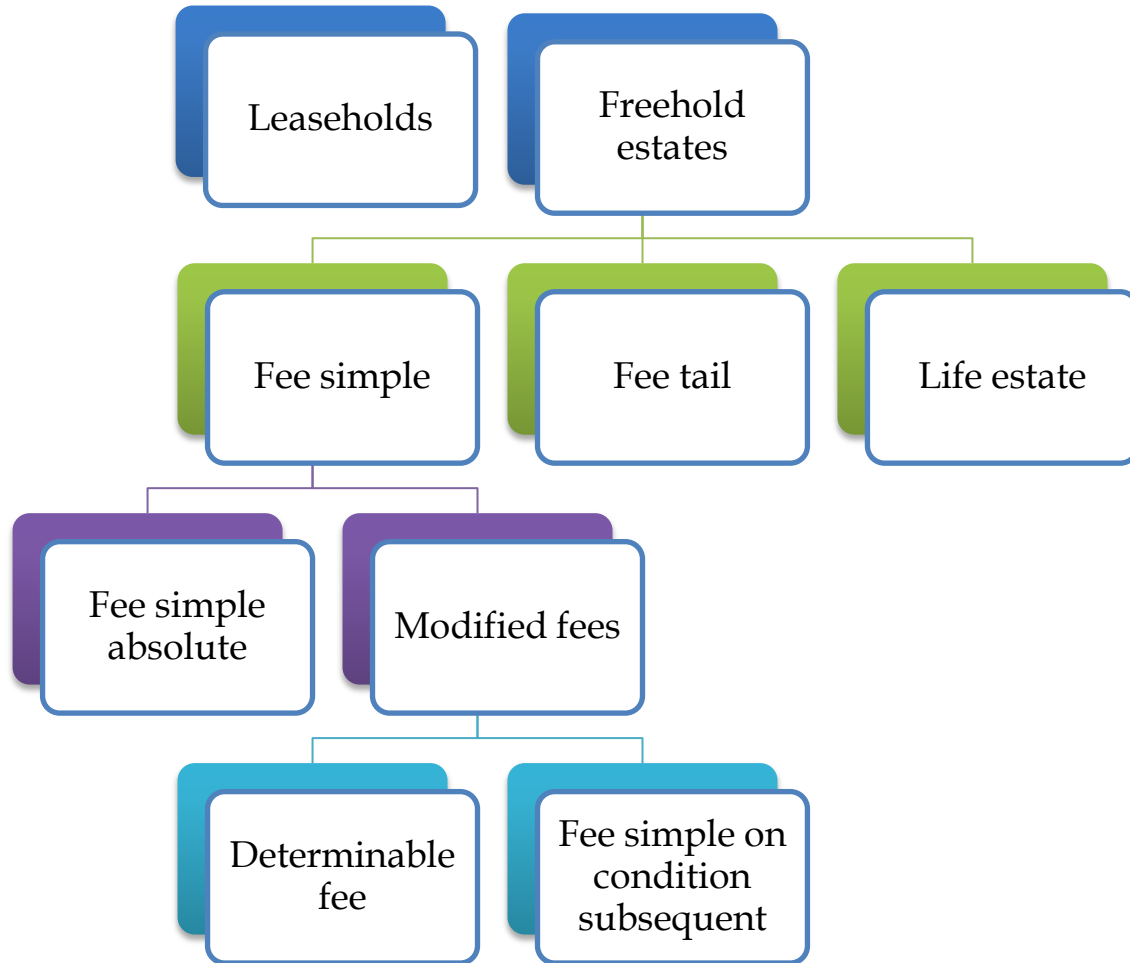 Leaseholds
Freehold
estates
Fee simple
Fee tail
Life estate
Fee simple
absolute
Modified fees
Determinable
fee
Fee simple on
condition
subsequent